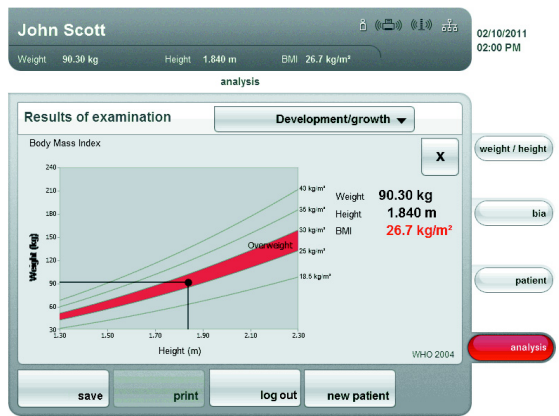 John Scott
Weight 90.30 kg Height 1.840 m BMI 26.7 kg/m²
02/10/2011
02:00 PM
analysis
Results of examination
Development/growth
Body Mass Index
X
Weight (kg)
240
210
180
150
120
90
60
30
1.30 1.50 1.70 1.90 2.10 2.30
Height (m)
40 kg/m²
35 kg/m²
30 kg/m²
Overweight
25 kg/m²
18.5 kg/m²
Weight 90.30 kg
Height 1.840 m
BMI 26.7 kg/m²
WHO 2004
weight / height
bia
patient
analysis
save
print
log out
new patient